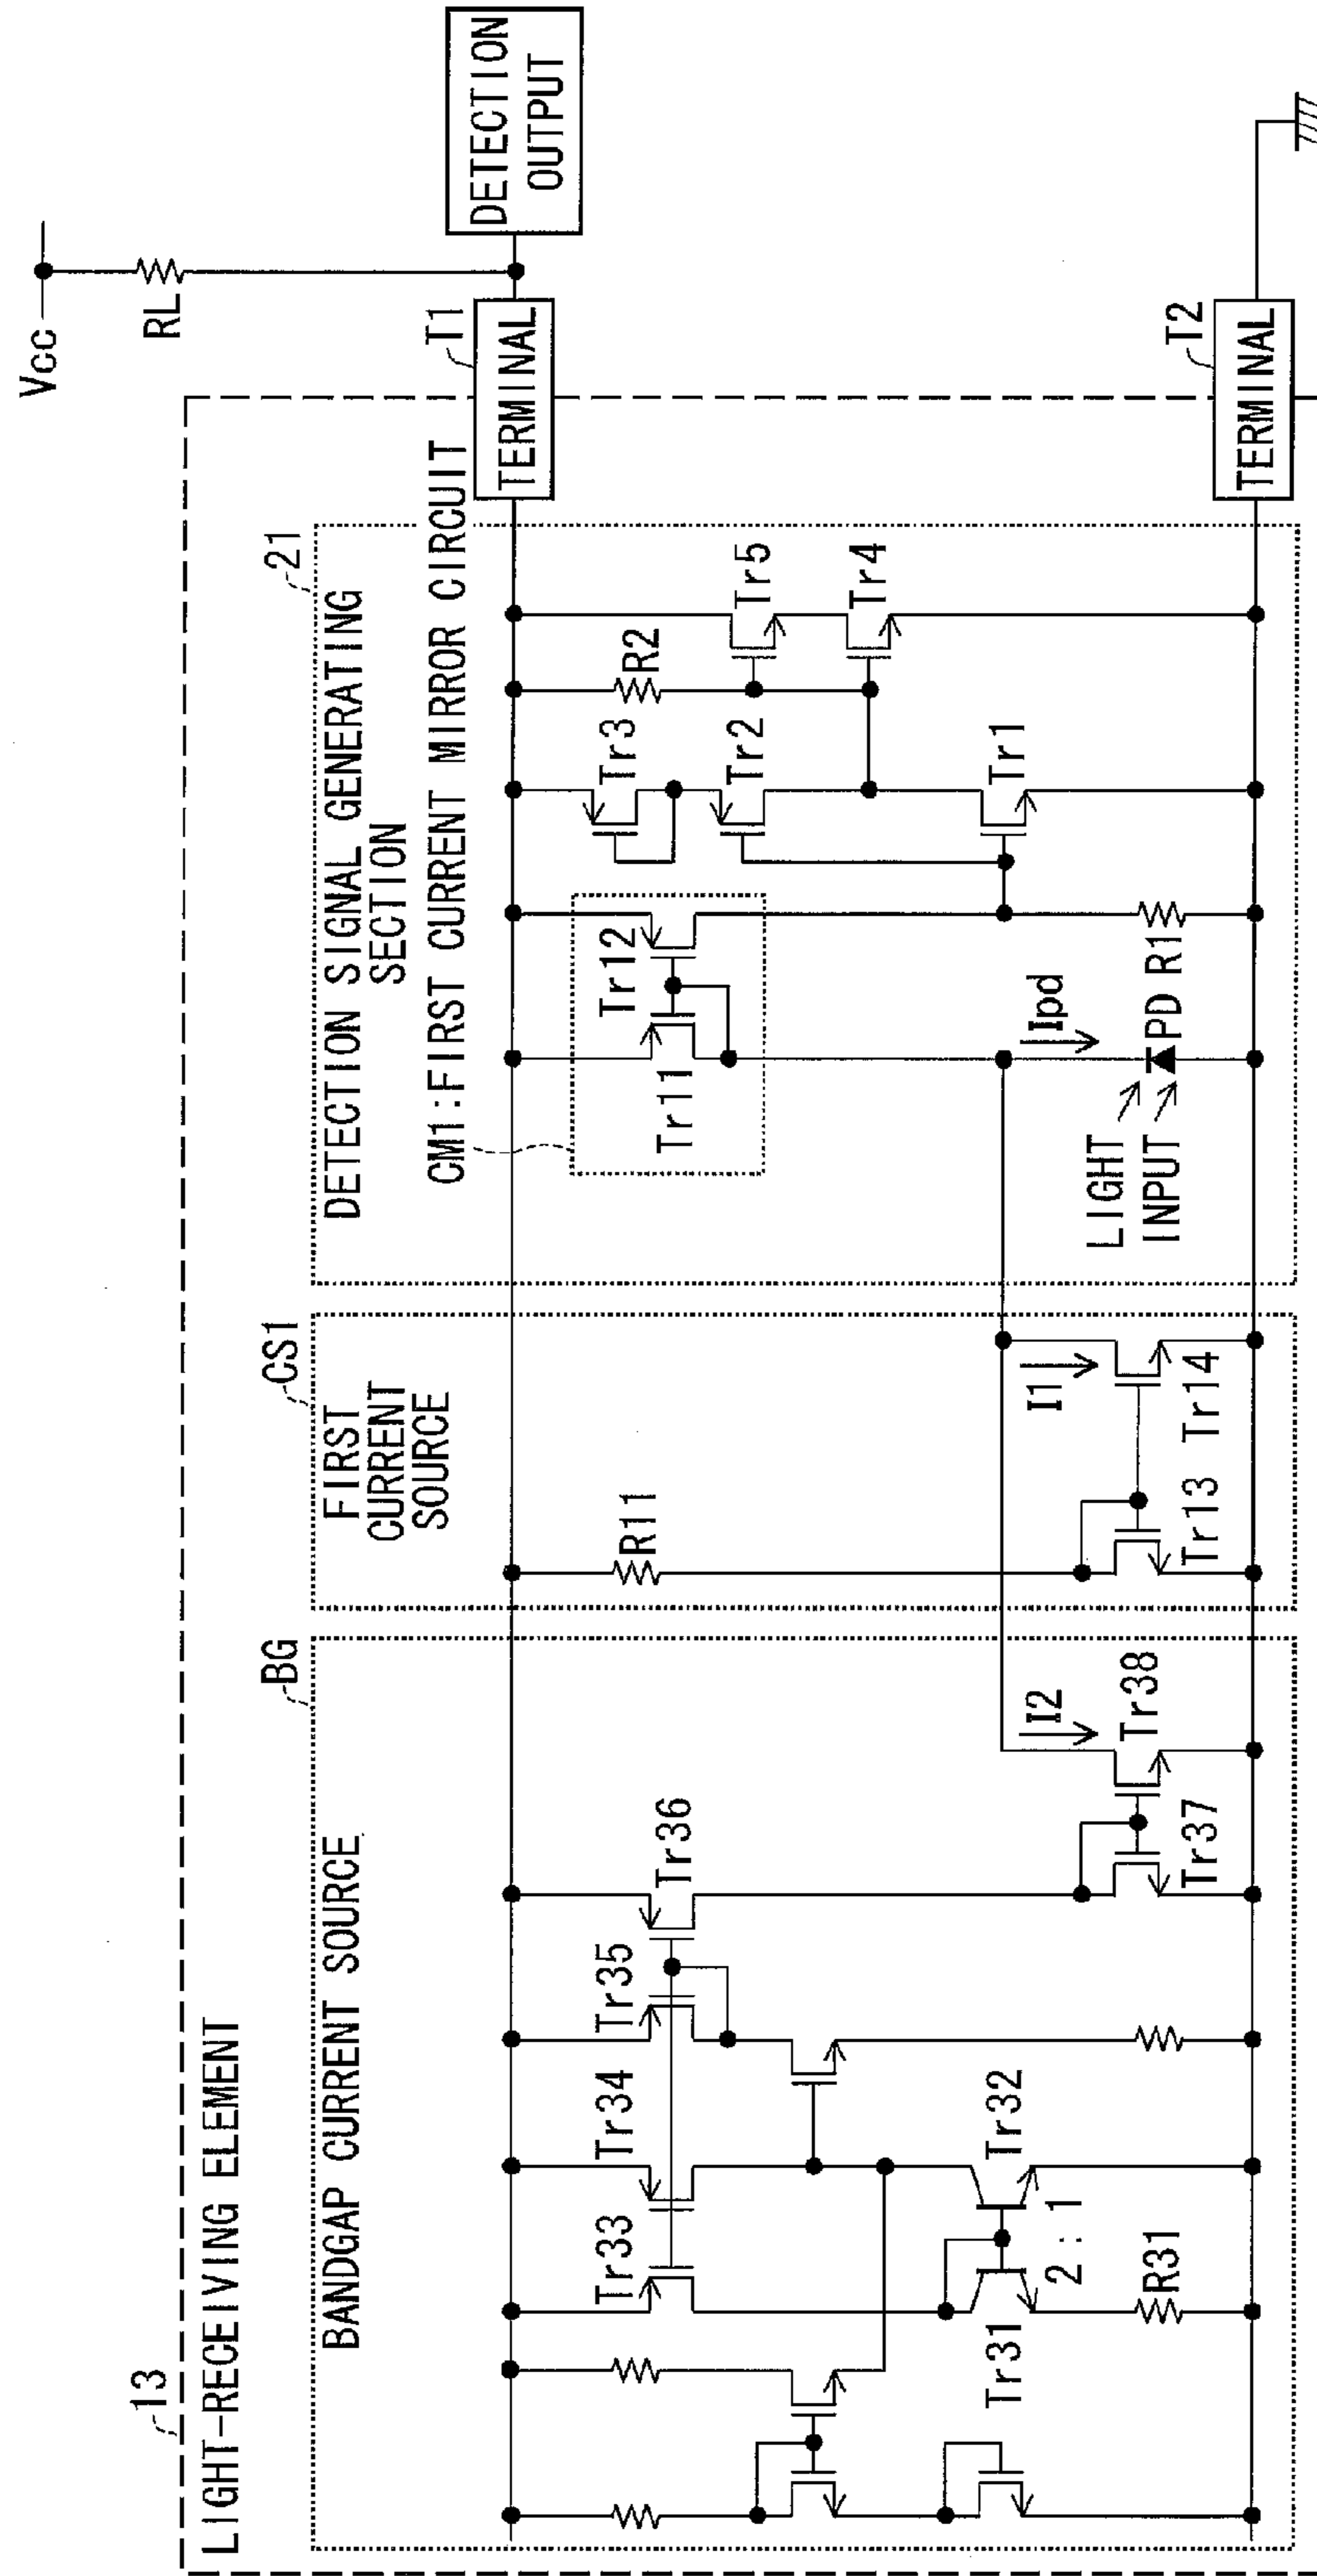 13
LIGHT-RECEIVING ELEMENT
BG
BANDGAP CURRENT SOURCE
Tr33
Tr34
Tr35
Tr36
Tr31
2 : 1
Tr32
R31
Tr37
Tr38
I2
CS1
FIRST
CURRENT
SOURCE
R11
I1
Tr13
Tr14
21
DETECTION SIGNAL GENERATING
SECTION
CM1:FIRST CURRENT MIRROR CIRCUIT
Tr11
Tr12
Tr3
Tr2
R2
Tr5
Tr4
Tr1
Ipd
LIGHT
INPUT
PD
R1
TERMINAL
T1
TERMINAL
T2
Vcc
RL
DETECTION
OUTPUT